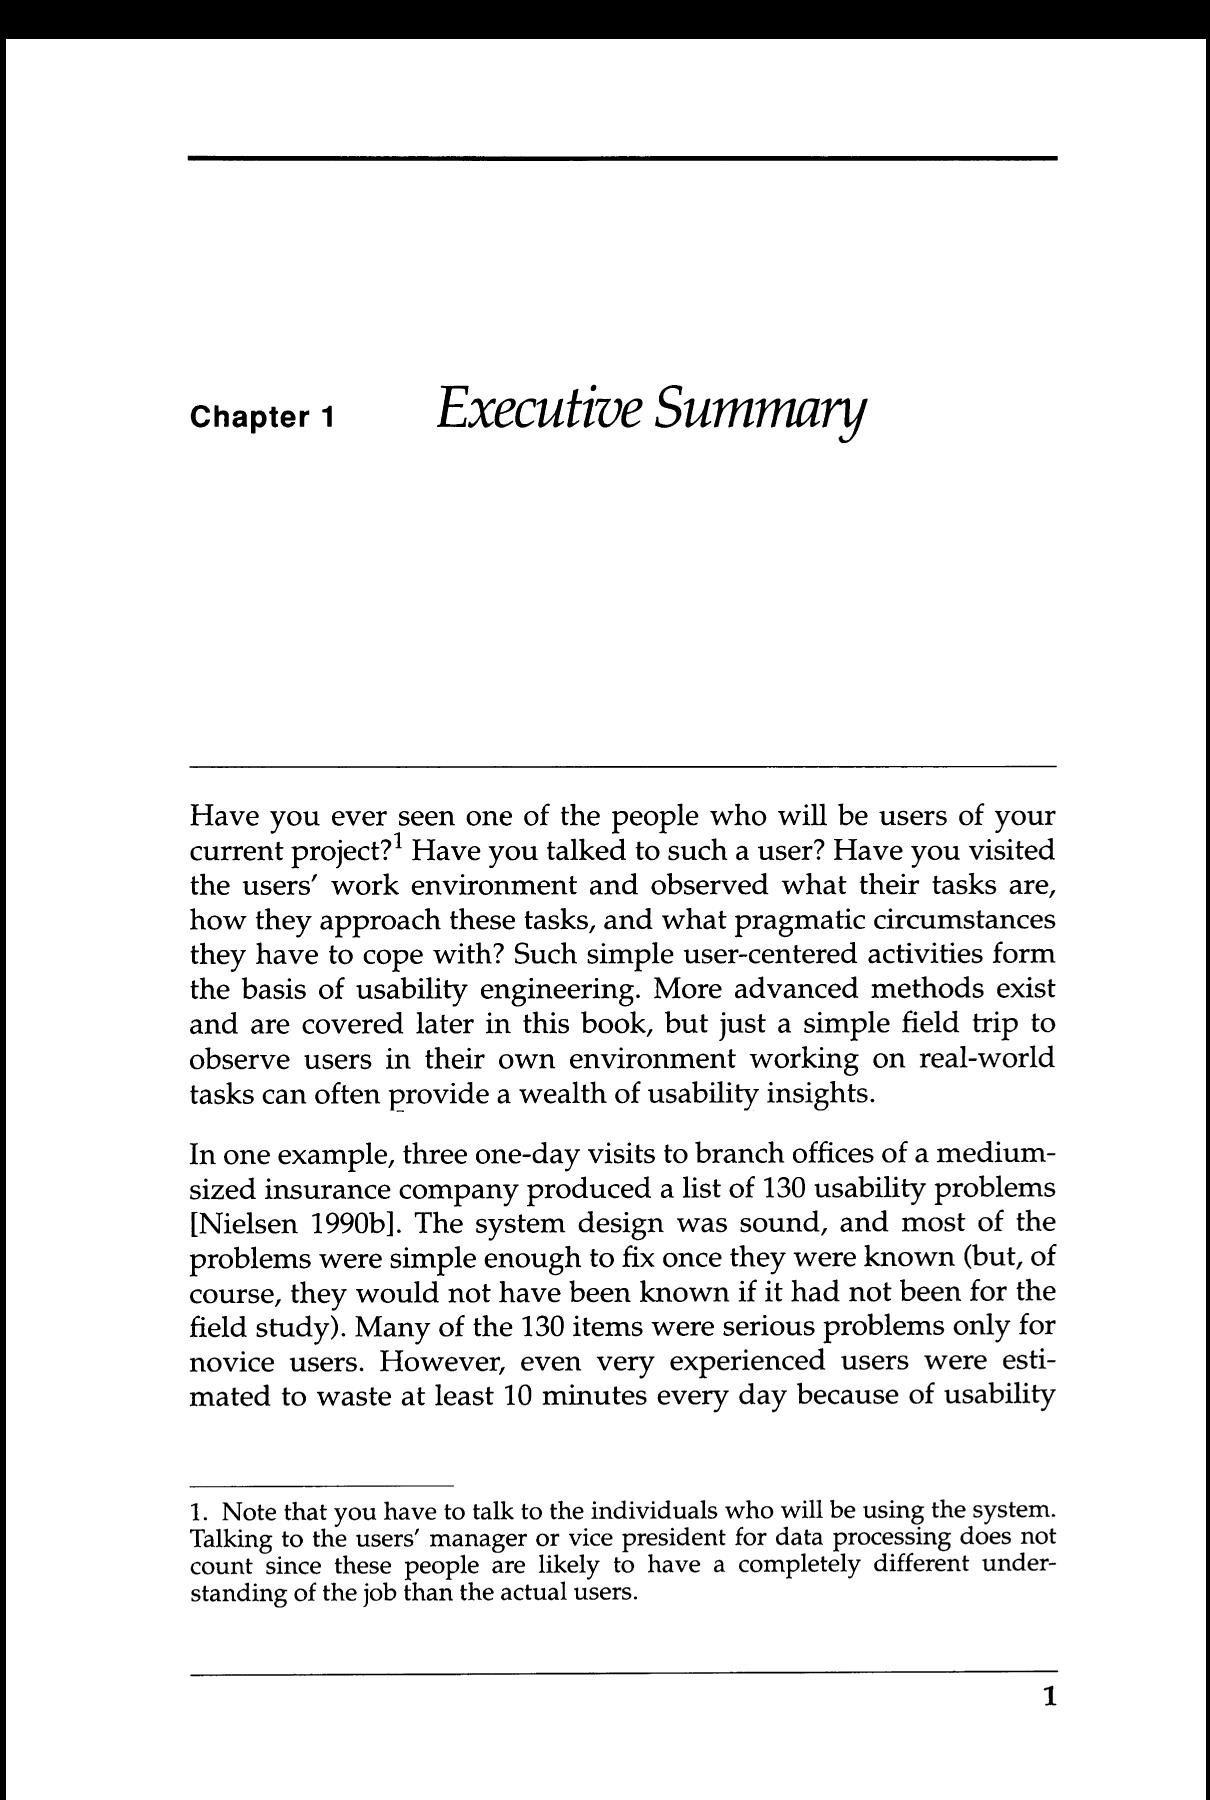 Chapter 1 Executive Summary
Have you ever seen one of the people who will be users of your
current project?1 Have you talked to such a user? Have you visited
the users' work environment and observed what their tasks are,
how they approach these tasks, and what pragmatic circumstances
they have to cope with? Such simple user-centered activities form
the basis of usability engineering. More advanced methods exist
and are covered later in this book, but just a simple field trip to
observe users in their own environment working on real-world
tasks can often provide a wealth of usability insights.
In one example, three one-day visits to branch offices of a medium-
sized insurance company produced a list of 130 usability problems
[Nielsen 1990b]. The system design was sound, and most of the
problems were simple enough to fix once they were known (but, of
course, they would not have been known if it had not been for the
field study). Many of the 130 items were serious problems only for
novice users. However, even very experienced users were esti-
mated to waste at least 10 minutes every day because of usability
1. Note that you have to talk to the individuals who will be using the system.
Talking to the users' manager or vice president for data processing does not
count since these people are likely to have a completely different under-
standing of the job than the actual users.
1